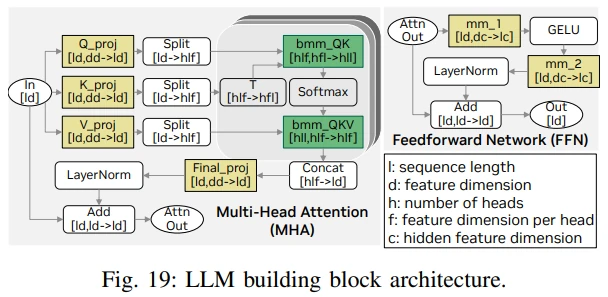 Q_proj
[ld,dd->ld]
Split
[ld->hlf]
bmm_QK
[hlf,hfl->hll]
In
[ld]
K_proj
[ld,dd->ld]
Split
[ld->hlf]
T
[hlf->hfl]
Softmax
V_proj
[ld,dd->ld]
Split
[ld->hlf]
bmm_QKV
[hll,hlf->hlf]
LayerNorm
Final_proj
[ld,dd->ld]
Concat
[hlf->ld]
Add
[ld,ld->ld]
Attn
Out
Multi-Head Attention
(MHA)
Attn
Out
mm_1
[ld,dc->lc]
GELU
LayerNorm
mm_2
[ld,dc->lc]
Add
[ld,ld->ld]
Out
[ld]
Feedforward Network (FFN)
l: sequence length
d: feature dimension
h: number of heads
f: feature dimension per head
c: hidden feature dimension
Fig. 19: LLM building block architecture.